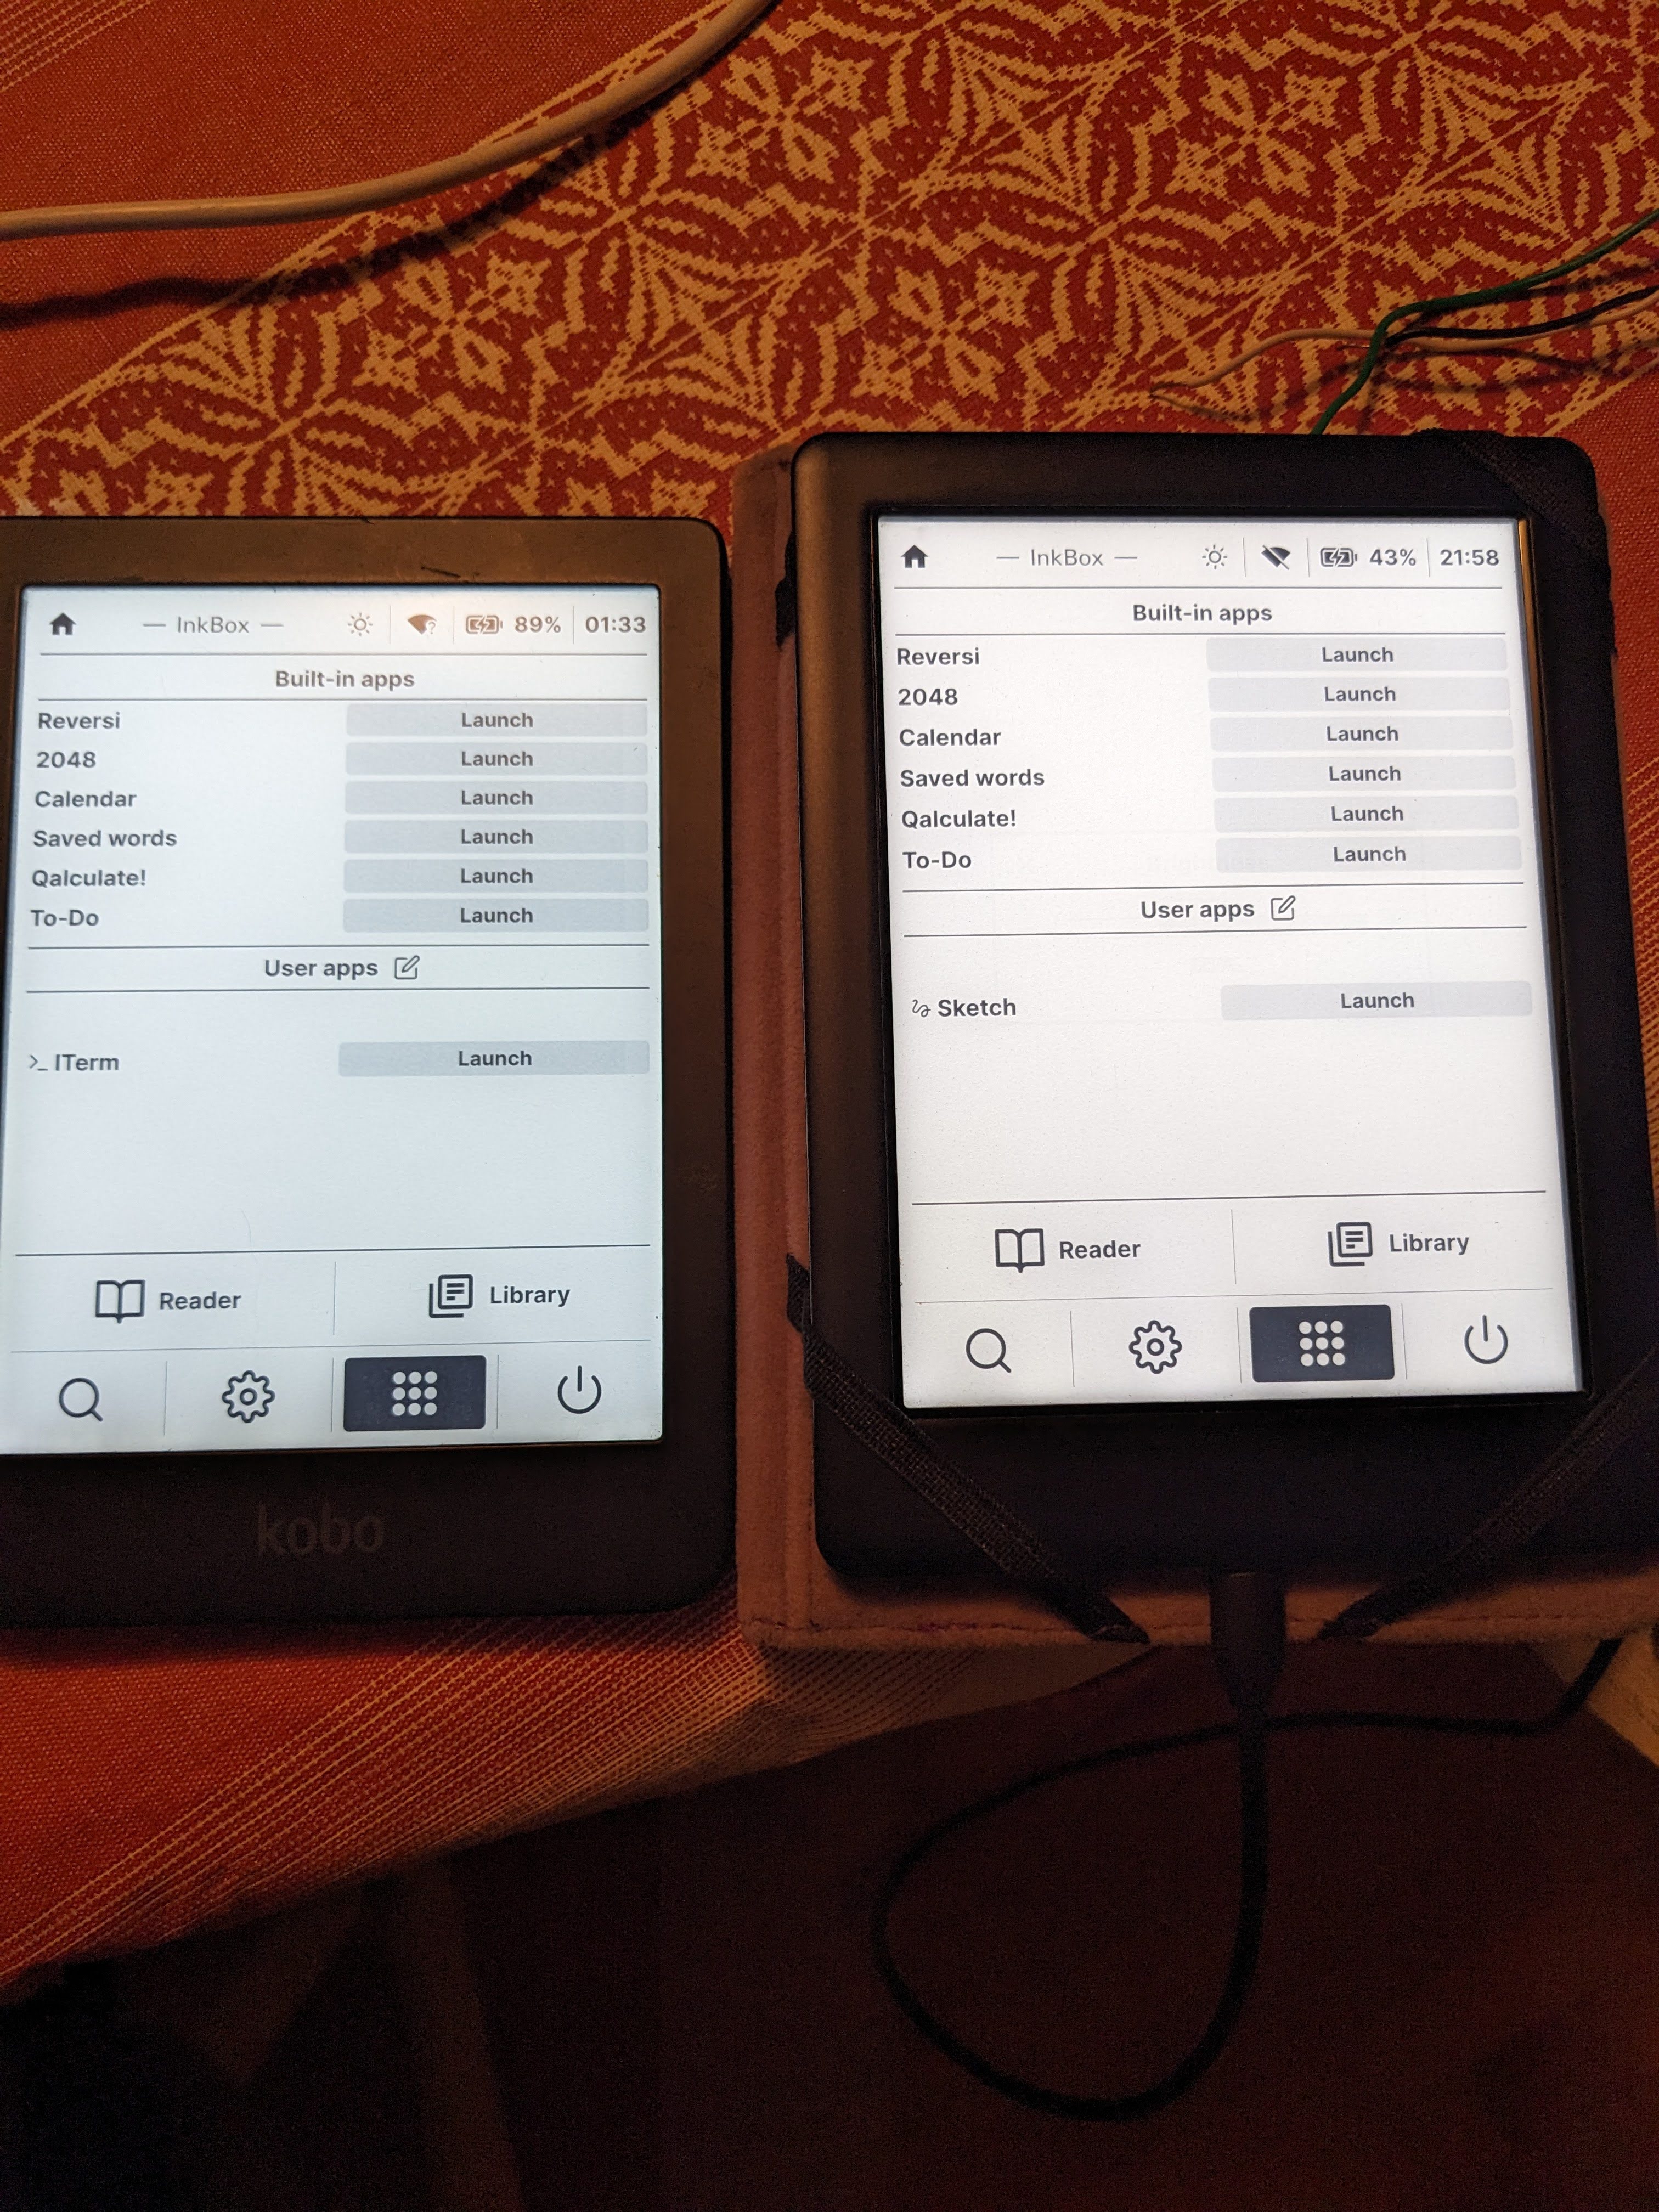 — InkBox — 89% 01:33
Built-in apps
Reversi Launch
2048 Launch
Calendar Launch
Saved words Launch
Qalculate! Launch
To-Do Launch
User apps
>_ ITerm Launch
Reader Library
kobo
— InkBox — 43% 21:58
Built-in apps
Reversi Launch
2048 Launch
Calendar Launch
Saved words Launch
Qalculate! Launch
To-Do Launch
User apps
Sketch Launch
Reader Library